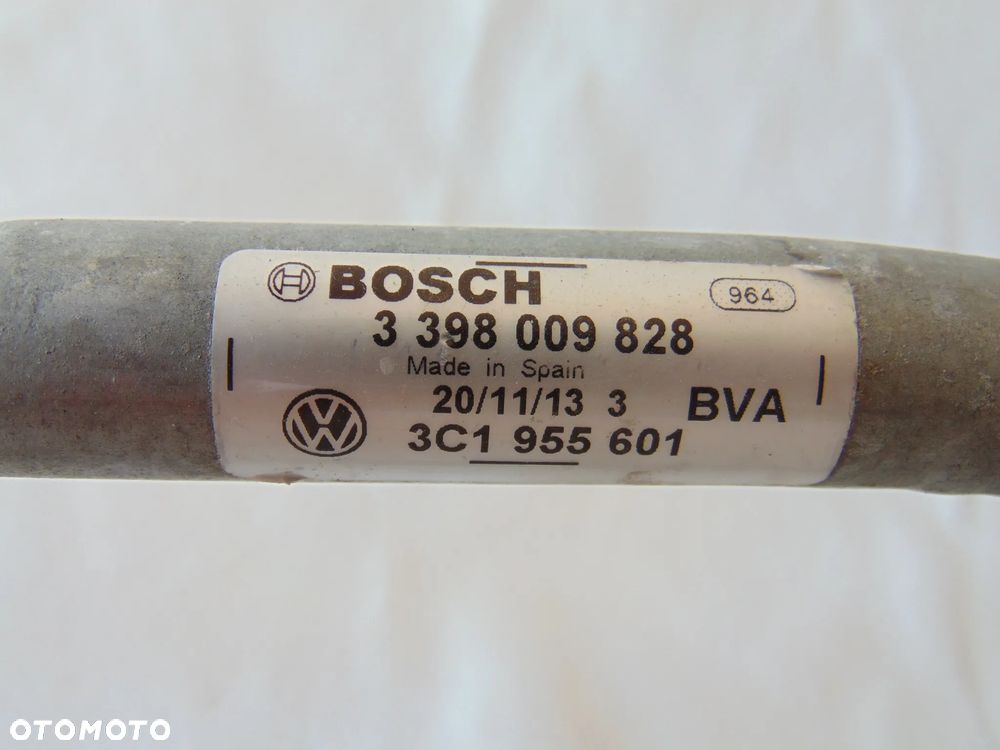 BOSCH
964
3 398 009 828
Made in Spain
20/11/13 3
BVA
3C1 955 601
OTOMOTO